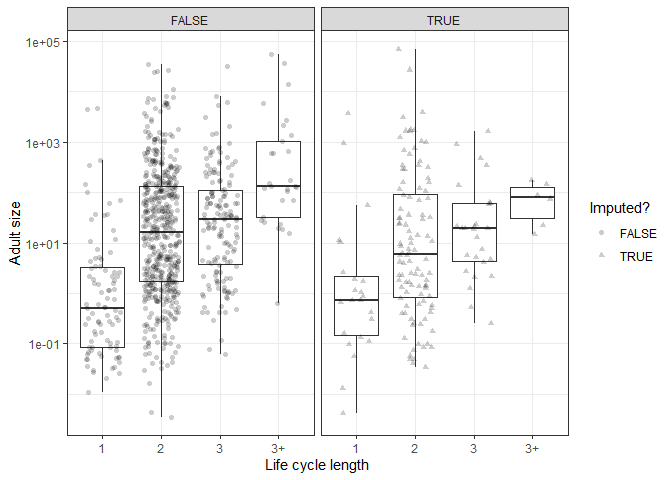 FALSE
TRUE
Adult size
1e+05
1e+03
1e+01
1e-01
1
2
3
3+
1
2
3
3+
Life cycle length
Imputed?
FALSE
TRUE